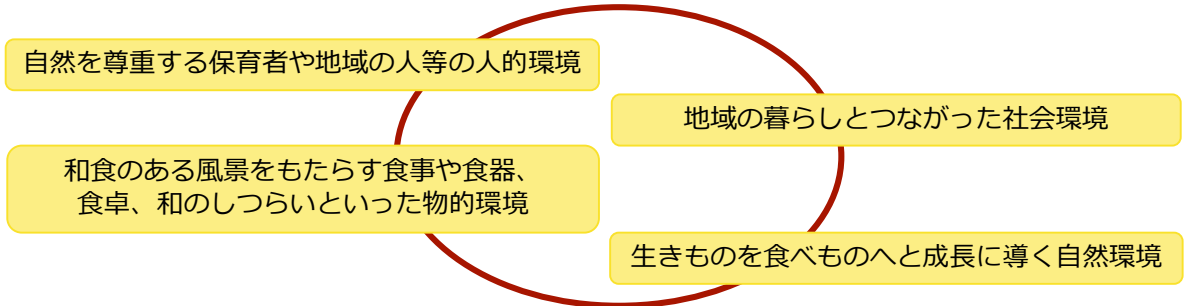 自然を尊重する保育者や地域の人等の人的環境
地域の暮らしとつながった社会環境
和食のある風景をもたらす食事や食器、
食卓、和のしつらいといった物的環境
生きものを食べものへと成長に導く自然環境